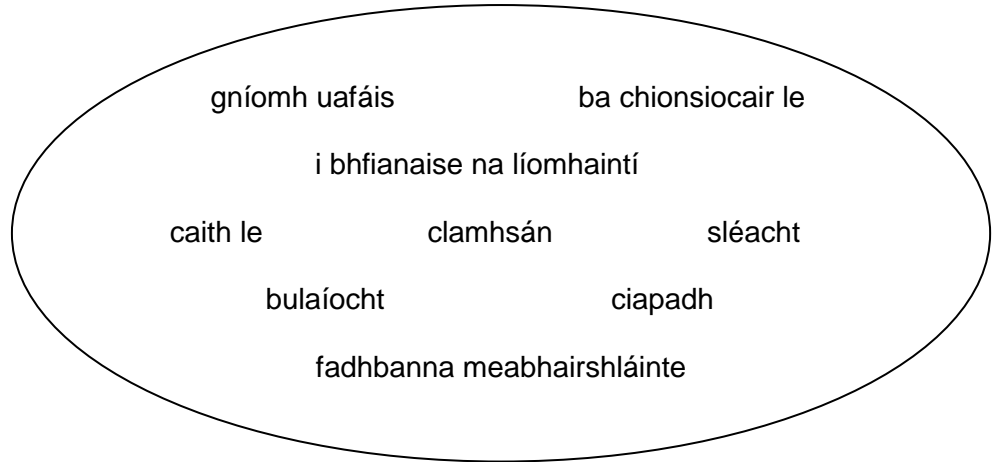 gníomh uafáis ba chionsiocair le
i bhfianaise na líomhaintí
caith le clamhsán sléacht
bulaíocht ciapadh
fadhbanna meabhairshláinte